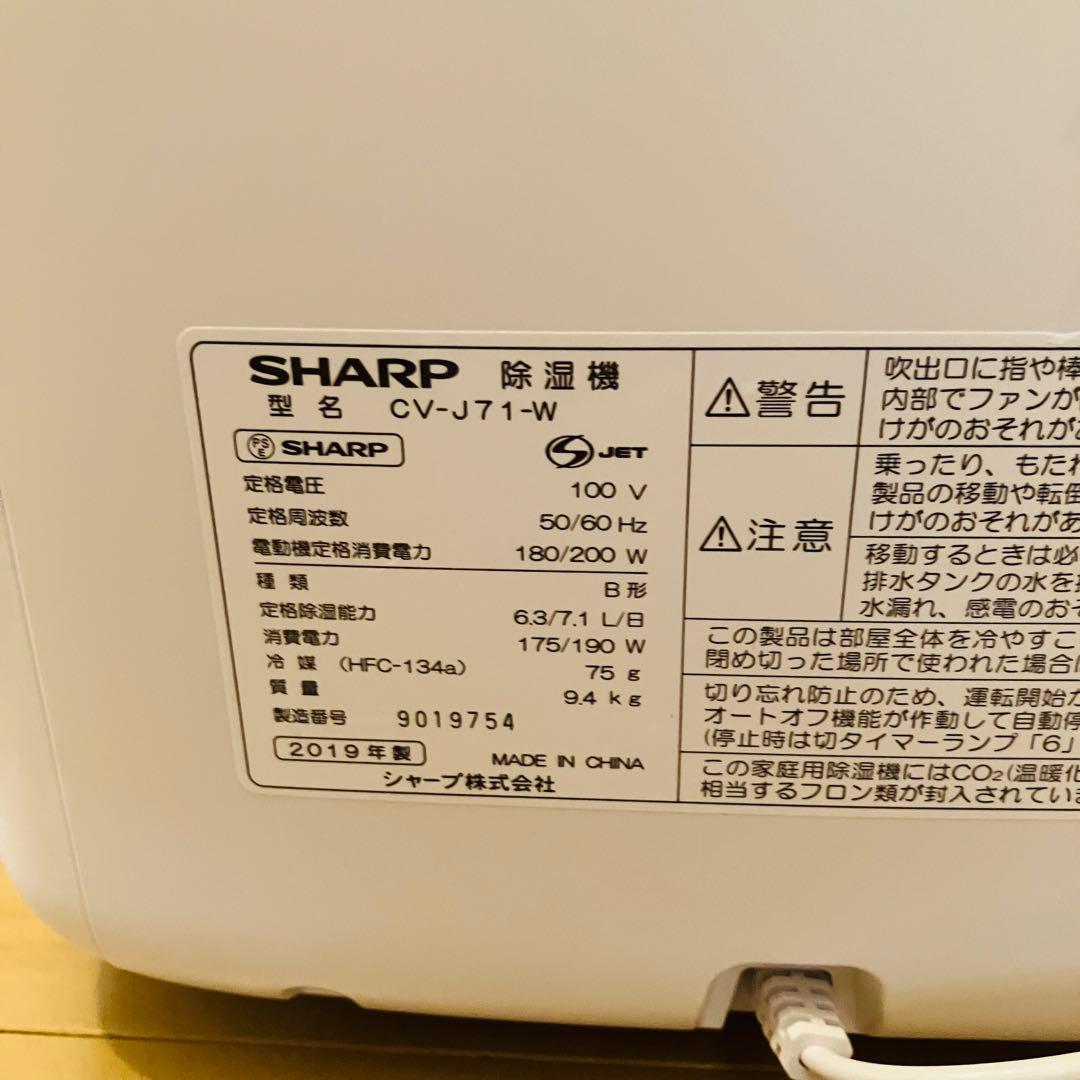 SHARP 除湿機
型名 CV-J71-W
PS E SHARP
S JET
定格電圧 100 V
定格周波数 50/60 Hz
電動機定格消費電力 180/200 W
種類 B形
定格除湿能力 6.3/7.1 L/日
消費電力 175/190 W
冷媒 (HFC-134a) 75 g
質量 9.4 kg
製造番号 9019754
2019年製 MADE IN CHINA
シャープ株式会社
警告
吹出口に指や棒
内部でファンが
けがのおそれがあ
注意
乗ったり、もたれ
製品の移動や転倒
けがのおそれがあ
移動するときは必
排水タンクの水を
水漏れ、感電のおそ
この製品は部屋全体を冷やすこ
閉め切った場所で使われた場合
切り忘れ防止のため、運転開始か
オートオフ機能が作動して自動停
(停止時は切タイマーランプ「6」
この家庭用除湿機にはCO₂(温暖化
相当するフロン類が封入されていま